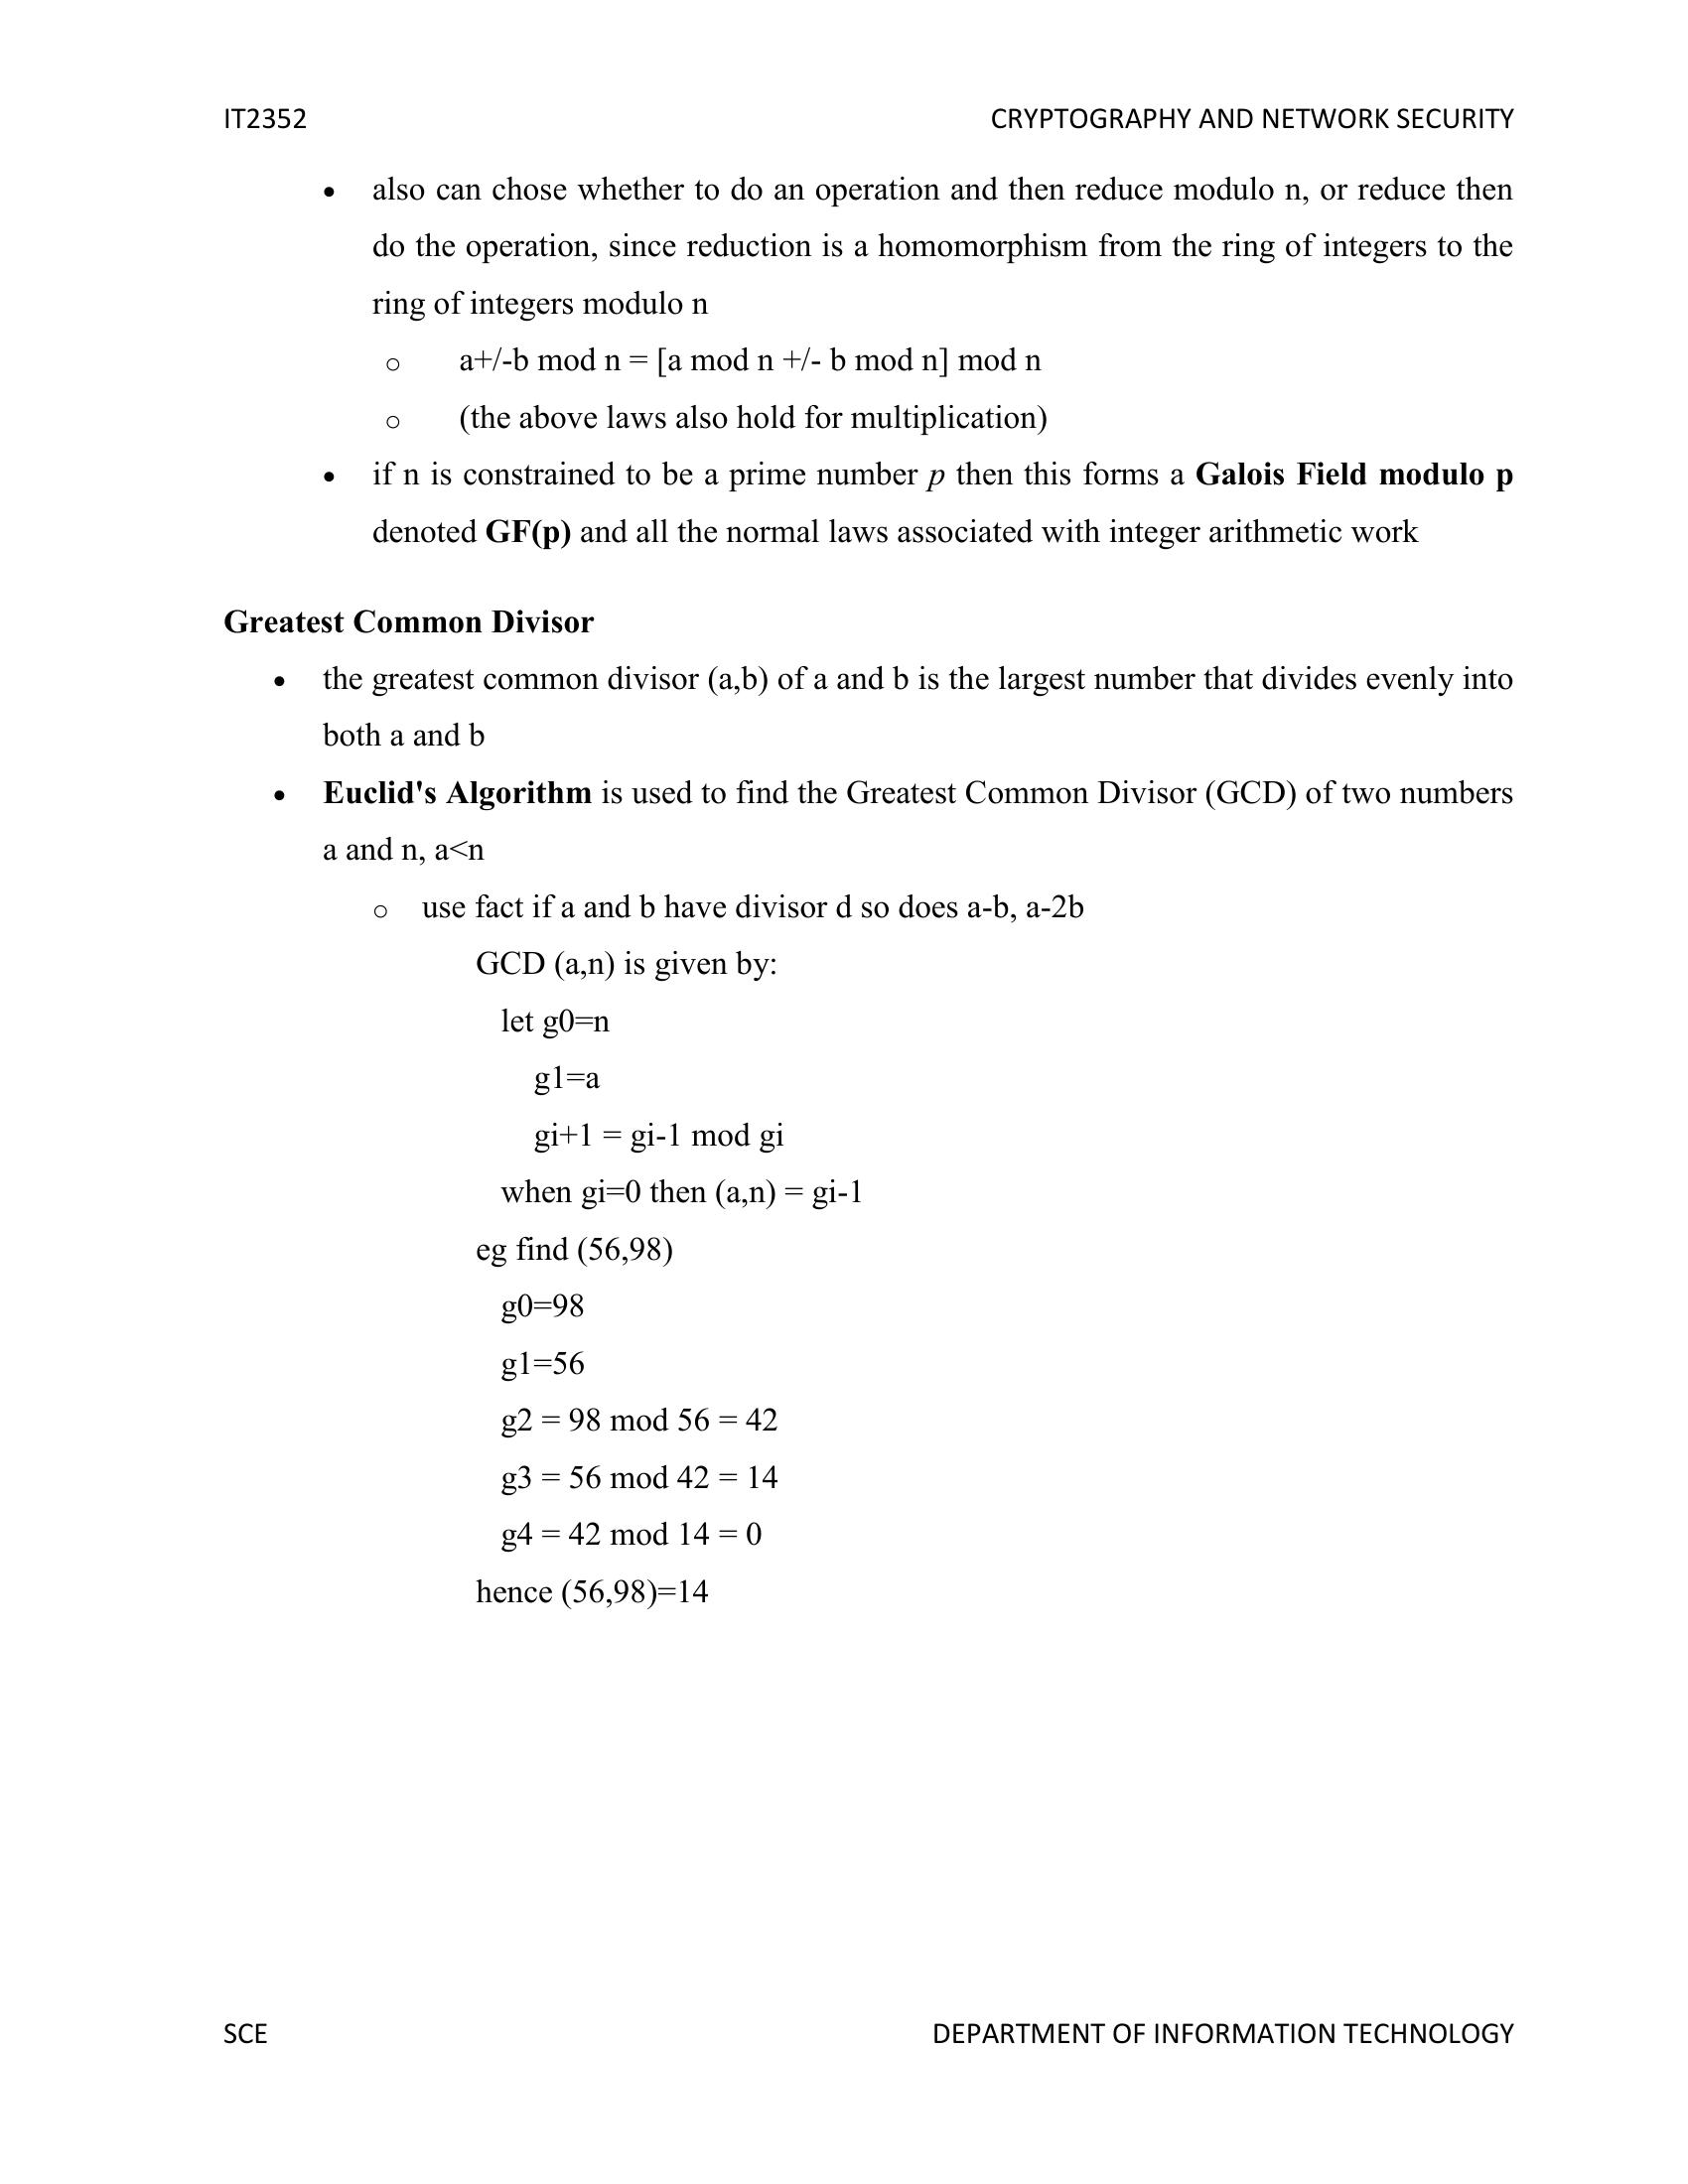 IT2352 CRYPTOGRAPHY AND NETWORK SECURITY
• also can chose whether to do an operation and then reduce modulo n, or reduce then
do the operation, since reduction is a homomorphism from the ring of integers to the
ring of integers modulo n
○ a+/-b mod n = [a mod n +/- b mod n] mod n
○ (the above laws also hold for multiplication)
• if n is constrained to be a prime number p then this forms a Galois Field modulo p
denoted GF(p) and all the normal laws associated with integer arithmetic work
Greatest Common Divisor
• the greatest common divisor (a,b) of a and b is the largest number that divides evenly into
both a and b
• Euclid's Algorithm is used to find the Greatest Common Divisor (GCD) of two numbers
a and n, a<n
○ use fact if a and b have divisor d so does a-b, a-2b
GCD (a,n) is given by:
let g0=n
g1=a
gi+1 = gi-1 mod gi
when gi=0 then (a,n) = gi-1
eg find (56,98)
g0=98
g1=56
g2 = 98 mod 56 = 42
g3 = 56 mod 42 = 14
g4 = 42 mod 14 = 0
hence (56,98)=14
SCE DEPARTMENT OF INFORMATION TECHNOLOGY